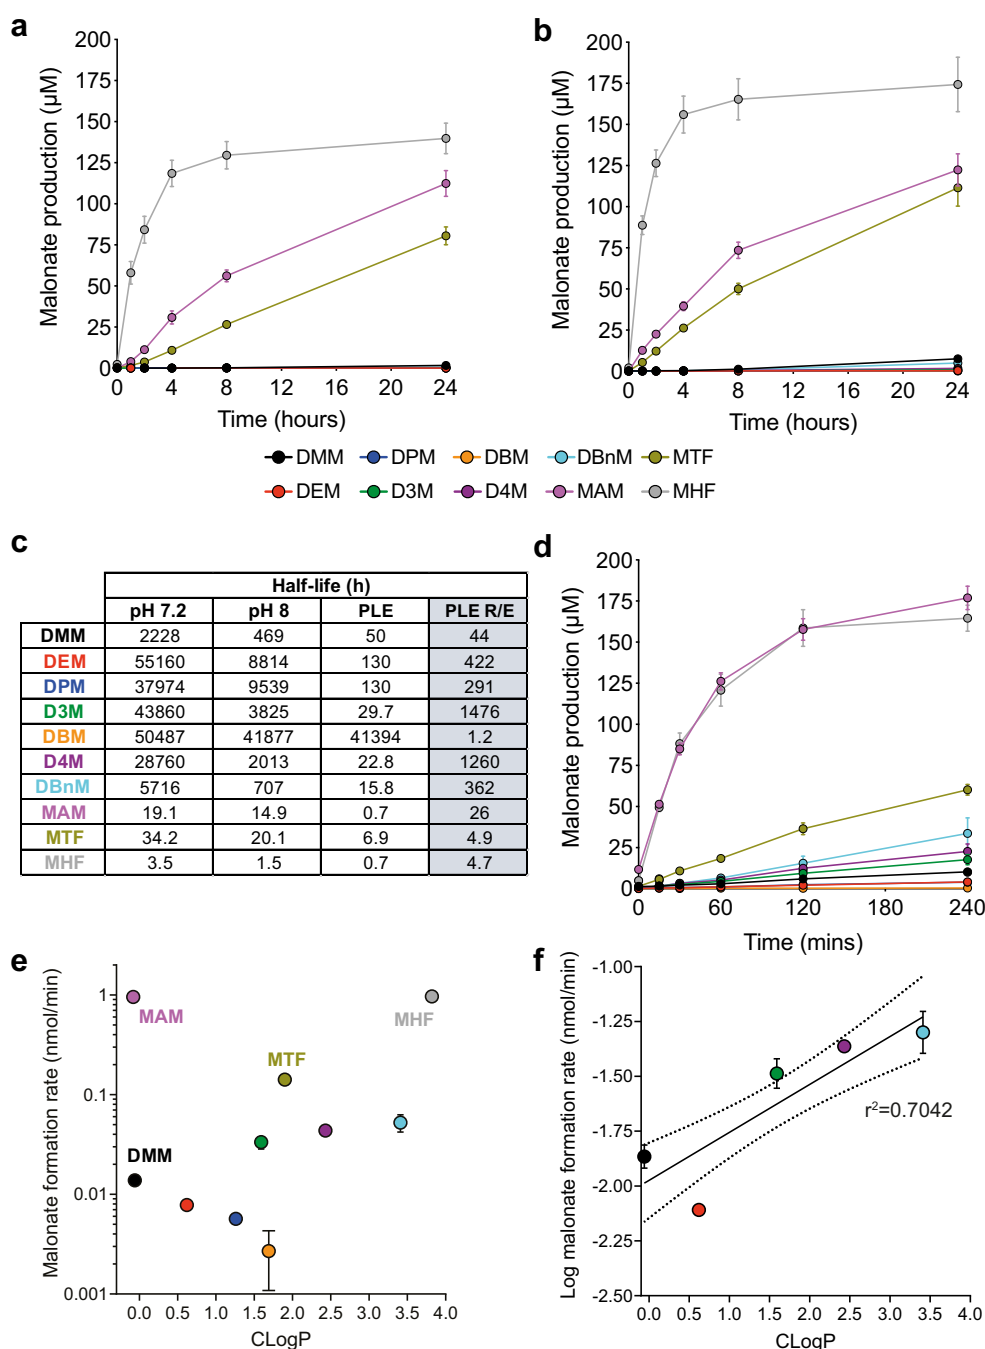 a
200
175
150
125
100
75
50
25
0
Malonate production (µM)
0 4 8 12 16 20 24
Time (hours)
b
200
175
150
125
100
75
50
25
0
Malonate production (µM)
0 4 8 12 16 20 24
Time (hours)
DMM DPM DBM DBnM MTF
DEM D3M D4M MAM MHF
c
Half-life (h)
pH 7.2 pH 8 PLE PLE R/E
DMM 2228 469 50 44
DEM 55160 8814 130 422
DPM 37974 9539 130 291
D3M 43860 3825 29.7 1476
DBM 50487 41877 41394 1.2
D4M 28760 2013 22.8 1260
DBnM 5716 707 15.8 362
MAM 19.1 14.9 0.7 26
MTF 34.2 20.1 6.9 4.9
MHF 3.5 1.5 0.7 4.7
d
200
175
150
125
100
75
50
25
0
Malonate production (µM)
0 60 120 180 240
Time (mins)
e
Malonate formation rate (nmol/min)
1
0.1
0.01
0.001
MAM
MHF
MTF
DMM
0.0 0.5 1.0 1.5 2.0 2.5 3.0 3.5 4.0
CLogP
f
Log malonate formation rate (nmol/min)
-1.00
-1.25
-1.50
-1.75
-2.00
-2.25
-2.50
r²=0.7042
0.0 0.5 1.0 1.5 2.0 2.5 3.0 3.5 4.0
CLogP